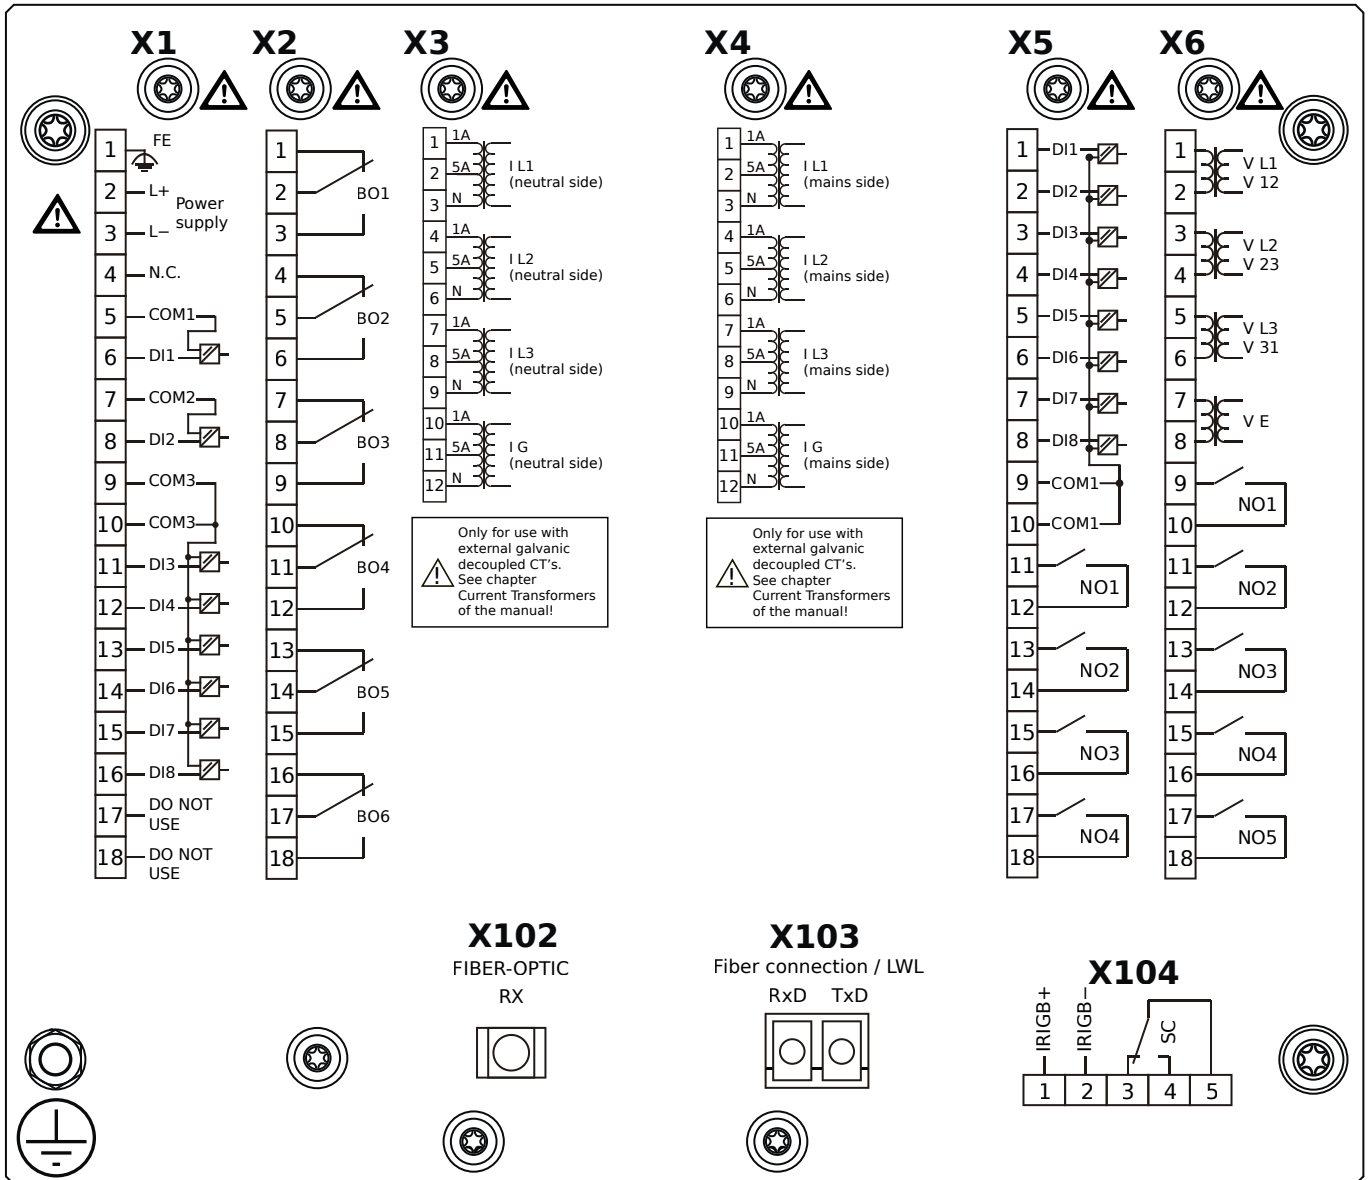 X1
X2
X3
X4
X5
X6
1 FE
2 L+ Power
3 L− supply
4 N.C.
5 COM1
6 DI1
7 COM2
8 DI2
9 COM3
10 COM3
11 DI3
12 DI4
13 DI5
14 DI6
15 DI7
16 DI8
17 DO NOT
USE
18 DO NOT
USE
1
2 BO1
3
4
5 BO2
6
7
8 BO3
9
10
11 BO4
12
13
14 BO5
15
16
17 BO6
18
1 1A
2 5A I L1
(neutral side)
3 N
4 1A
5 5A I L2
(neutral side)
6 N
7 1A
8 5A I L3
(neutral side)
9 N
10 1A
11 5A I G
(neutral side)
12 N
Only for use with
external galvanic
decoupled CT’s.
See chapter
Current Transformers
of the manual!
1 1A
2 5A I L1
(mains side)
3 N
4 1A
5 5A I L2
(mains side)
6 N
7 1A
8 5A I L3
(mains side)
9 N
10 1A
11 5A I G
(mains side)
12 N
Only for use with
external galvanic
decoupled CT’s.
See chapter
Current Transformers
of the manual!
1 DI1
2 DI2
3 DI3
4 DI4
5 DI5
6 DI6
7 DI7
8 DI8
9 COM1
10 COM1
11
NO1
12
13
NO2
14
15
NO3
16
17
NO4
18
1 V L1
2 V 12
3 V L2
4 V 23
5 V L3
6 V 31
7
V E
8
9
NO1
10
11
NO2
12
13
NO3
14
15
NO4
16
17
NO5
18
X102
FIBER-OPTIC
RX
X103
Fiber connection / LWL
RxD TxD
X104
IRIGB+
IRIGB−
SC
1 2 3 4 5